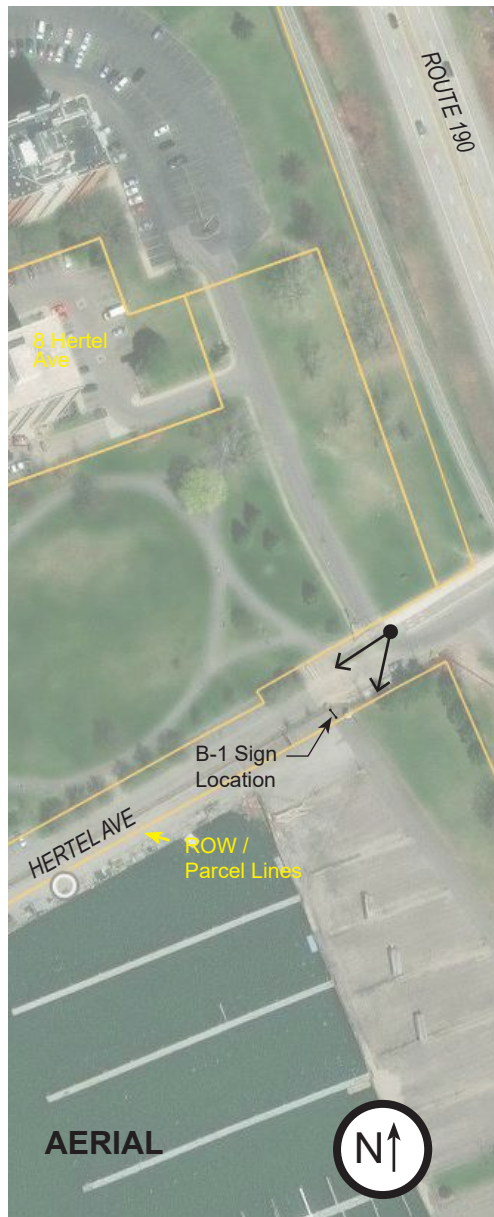 ROUTE 190
8 Hertel
Ave
B-1 Sign
Location
HERTEL AVE
ROW /
Parcel Lines
AERIAL
N